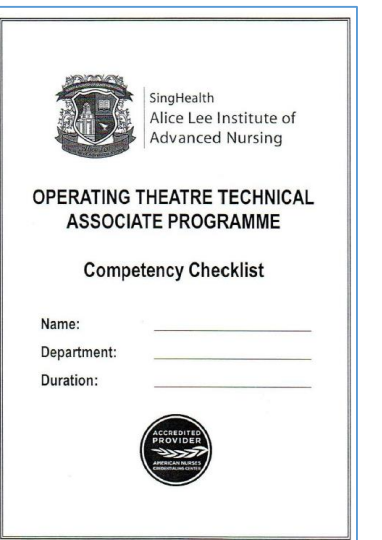 SingHealth
Alice Lee Institute of
Advanced Nursing
OPERATING THEATRE TECHNICAL
ASSOCIATE PROGRAMME
Competency Checklist
Name:
Department:
Duration:
ACCREDITED
PROVIDER
AMERICAN NURSES
CREDENTIALING CENTER